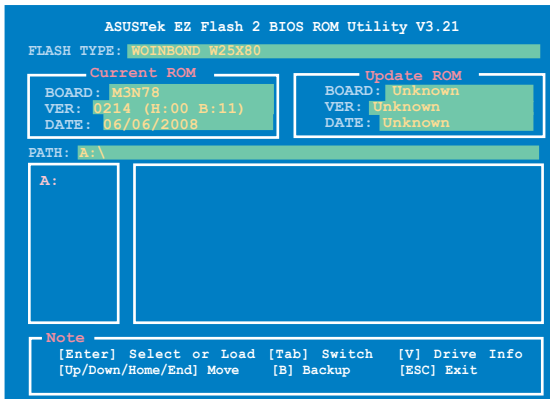 ASUSTek EZ Flash 2 BIOS ROM Utility V3.21
FLASH TYPE: WOINBOND W25X80
Current ROM
BOARD: M3N78
VER: 0214 (H:00 B:11)
DATE: 06/06/2008
Update ROM
BOARD: Unknown
VER: Unknown
DATE: Unknown
PATH: A:\
A:
Note
[Enter] Select or Load [Tab] Switch [V] Drive Info
[Up/Down/Home/End] Move [B] Backup [ESC] Exit